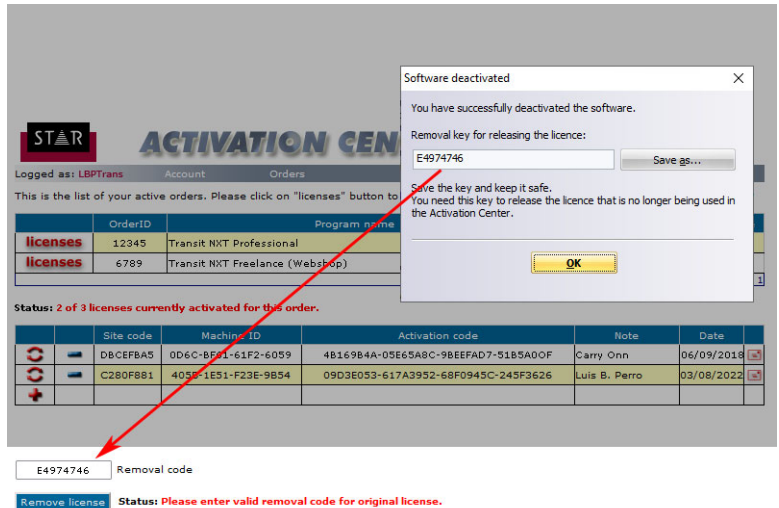 Software deactivated
You have successfully deactivated the software.
Removal key for releasing the licence:
E4974746 Save as...
Save the key and keep it safe.
You need this key to release the licence that is no longer being used in
the Activation Center.
OK
STAR ACTIVATION CEN
Logged as: LBPTrans Account Orders
This is the list of your active orders. Please click on "licenses" button to
OrderID Program name
licenses 12345 Transit NXT Professional
licenses 6789 Transit NXT Freelance (Webshop)
1
Status: 2 of 3 licenses currently activated for this order.
Site code Machine ID Activation code Note Date
DBCEFBA5 0D6C-BF61-61F2-6059 4B169B4A-05E65A8C-9BEEFAD7-51B5A00F Carry Onn 06/09/2018
C280F881 405B-1E51-F23E-9B54 09D3E053-617A3952-68F0945C-245F3626 Luis B. Perro 03/08/2022
E4974746 Removal code
Remove license Status: Please enter valid removal code for original license.